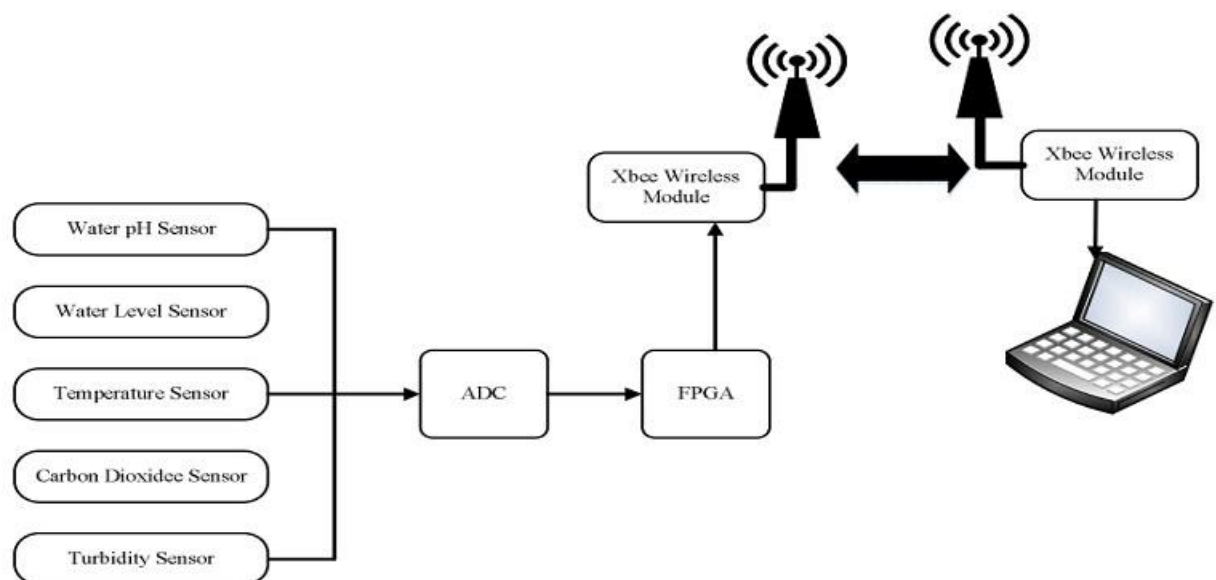 Xbee Wireless
Module
Xbee Wireless
Module
Water pH Sensor
Water Level Sensor
Temperature Sensor
ADC
FPGA
Carbon Dioxidee Sensor
Turbidity Sensor